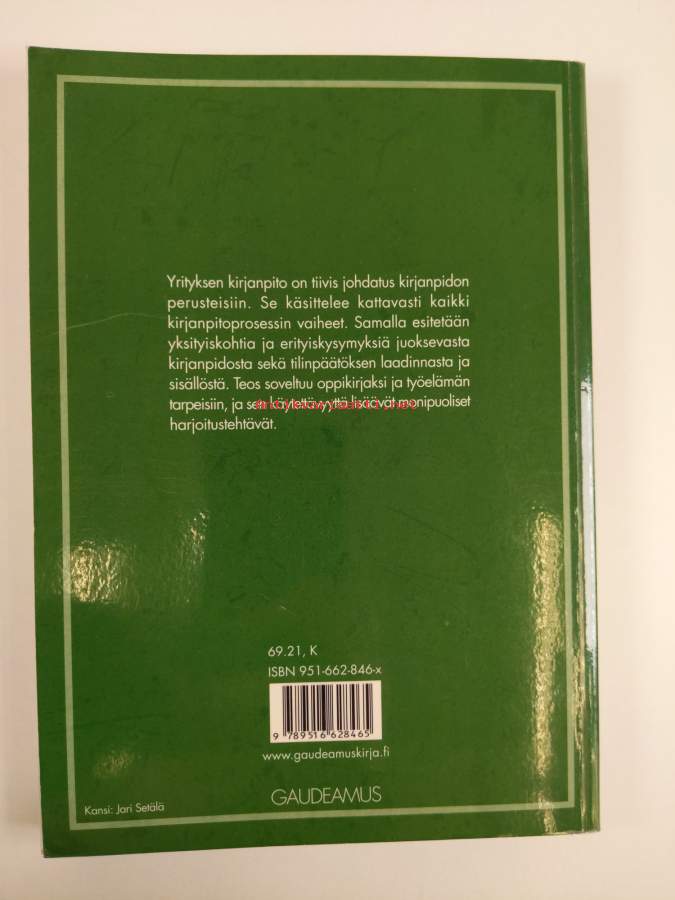 Yrityksen kirjanpito on tiivis johdatus kirjanpidon
perusteisiin. Se käsittelee kattavasti kaikki
kirjanpitoprosessin vaiheet. Samalla esitetään
yksityiskohtia ja erityiskysymyksiä juoksevasta
kirjanpidosta sekä tilinpäätöksen laadinnasta ja
sisällöstä. Teos soveltuu oppikirjaksi ja työelämän
tarpeisiin, ja sen käytettävyyttä lisäävät monipuoliset
harjoitustehtävät.
69.21, K
ISBN 951-662-846-x
9 789516 628465
www.gaudeamuskirja.fi
Kansi: Jari Setälä
GAUDEAMUS